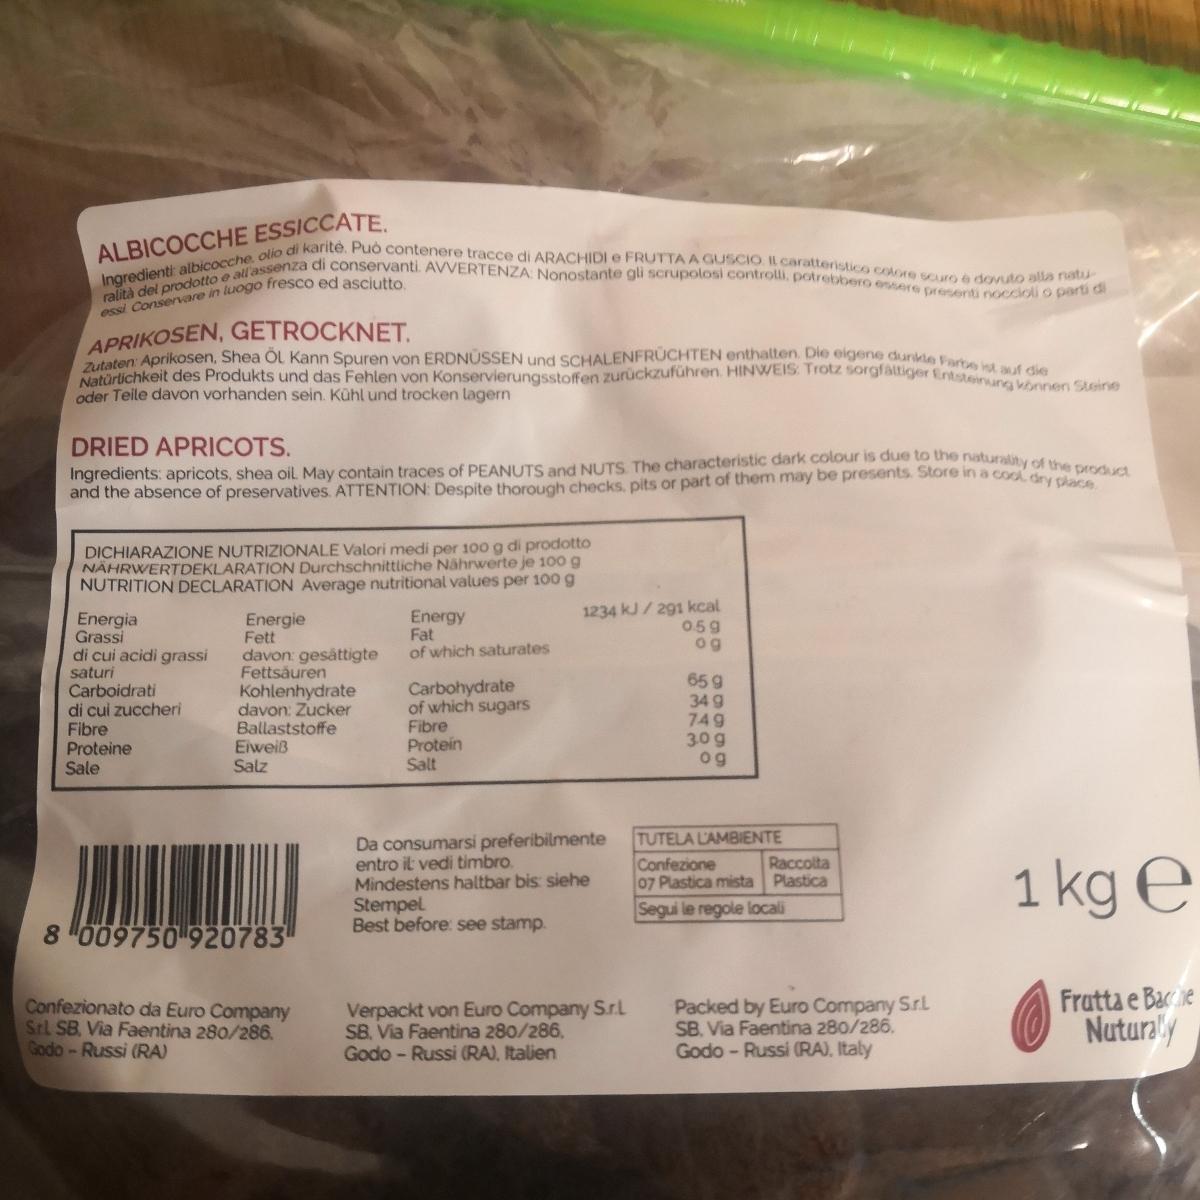 ALBICOCCHE ESSICCATE.
Ingredienti: albicocche, olio di karité. Può contenere tracce di ARACHIDI e FRUTTA A GUSCIO. IL caratteristico colore scuro è dovuto alla natu-
ralità del prodotto e all'assenza di conservanti. AVVERTENZA: Nonostante gli scrupolosi controlli, potrebbero essere presenti noccioli o parti di
essi. Conservare in luogo fresco ed asciutto.
APRIKOSEN, GETROCKNET.
Zutaten: Aprikosen, Shea Öl. Kann Spuren von ERDNÜSSEN und SCHALENFRÜCHTEN enthalten. Die eigene dunkle Farbe ist auf die
Natürlichkeit des Produkts und das Fehlen von Konservierungsstoffen zurückzuführen. HINWEIS: Trotz sorgfältiger Entsteinung können Steine
oder Teile davon vorhanden sein. Kühl und trocken lagern
DRIED APRICOTS.
Ingredients: apricots, shea oil. May contain traces of PEANUTS and NUTS. The characteristic dark colour is due to the naturality of the product
and the absence of preservatives. ATTENTION: Despite thorough checks, pits or part of them may be presents. Store in a cool, dry place.
DICHIARAZIONE NUTRIZIONALE Valori medi per 100 g di prodotto
NÄHRWERTDEKLARATION Durchschnittliche Nährwerte je 100 g
NUTRITION DECLARATION Average nutritional values per 100 g
Energia Energie Energy 1234 kJ / 291 kcal
Grassi Fett Fat 0.5 g
di cui acidi grassi davon: gesättigte of which saturates 0 g
saturi Fettsäuren
Carboidrati Kohlenhydrate Carbohydrate 65 g
di cui zuccheri davon: Zucker of which sugars 34 g
Fibre Ballaststoffe Fibre 7.4 g
Proteine Eiweiß Protein 3.0 g
Sale Salz Salt 0 g
8 009750 920783
Da consumarsi preferibilmente
entro il: vedi timbro.
Mindestens haltbar bis: siehe
Stempel.
Best before: see stamp.
TUTELA L'AMBIENTE
Confezione Raccolta
07 Plastica mista Plastica
Segui le regole locali
1 kg e
Confezionato da Euro Company
S.r.l. SB, Via Faentina 280/286,
Godo - Russi (RA)
Verpackt von Euro Company S.r.l.
SB, Via Faentina 280/286,
Godo - Russi (RA), Italien
Packed by Euro Company S.r.l.
SB, Via Faentina 280/286,
Godo - Russi (RA), Italy
Frutta e Bacche
Nuturally